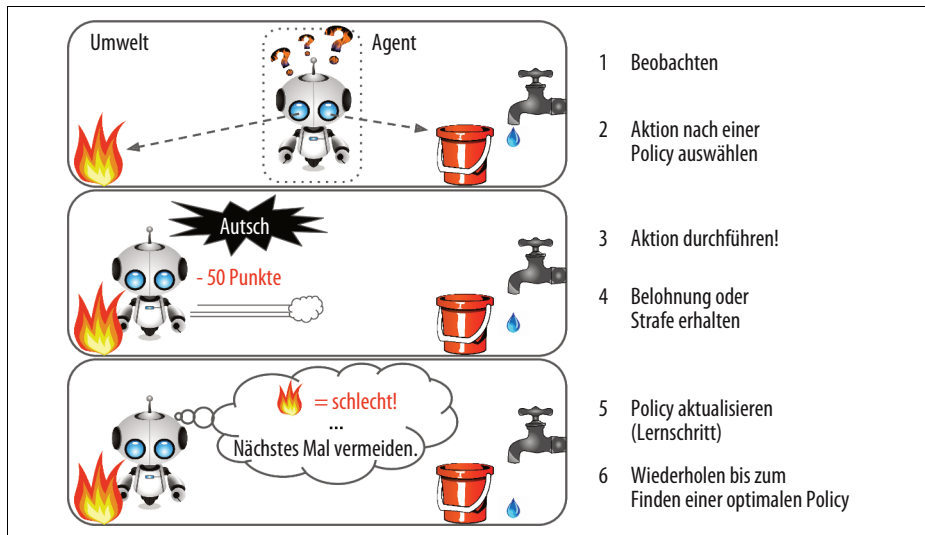 Umwelt
Agent
? ? ?
1 Beobachten
2 Aktion nach einer
Policy auswählen
Autsch
- 50 Punkte
3 Aktion durchführen!
4 Belohnung oder
Strafe erhalten
= schlecht!
...
Nächstes Mal vermeiden.
5 Policy aktualisieren
(Lernschritt)
6 Wiederholen bis zum
Finden einer optimalen Policy